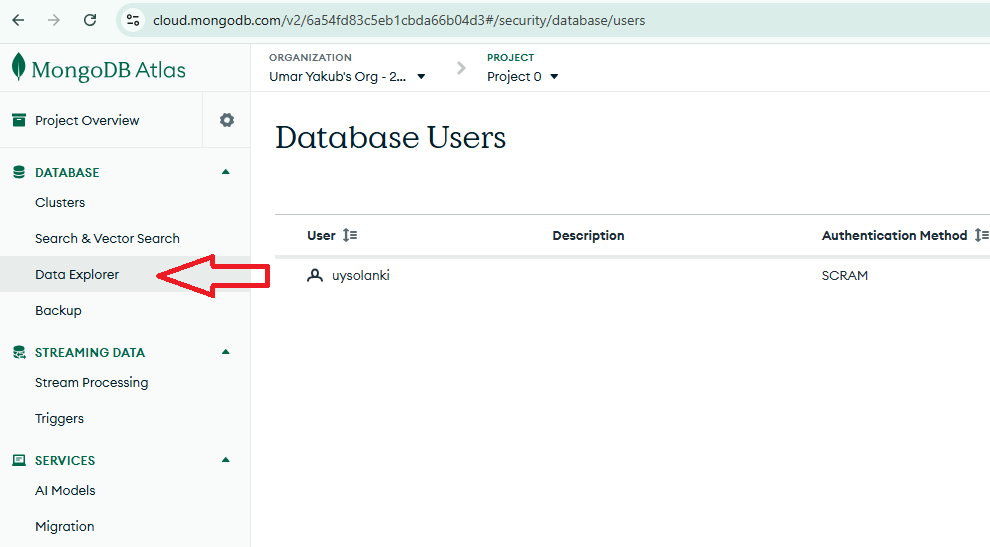 cloud.mongodb.com/v2/6a54fd83c5eb1cbda66b04d3#/security/database/users
MongoDB Atlas
ORGANIZATION
Umar Yakub's Org - 2...
PROJECT
Project 0
Project Overview
DATABASE
Clusters
Search & Vector Search
Data Explorer
Backup
STREAMING DATA
Stream Processing
Triggers
SERVICES
AI Models
Migration
Database Users
User Description Authentication Method
uysolanki SCRAM